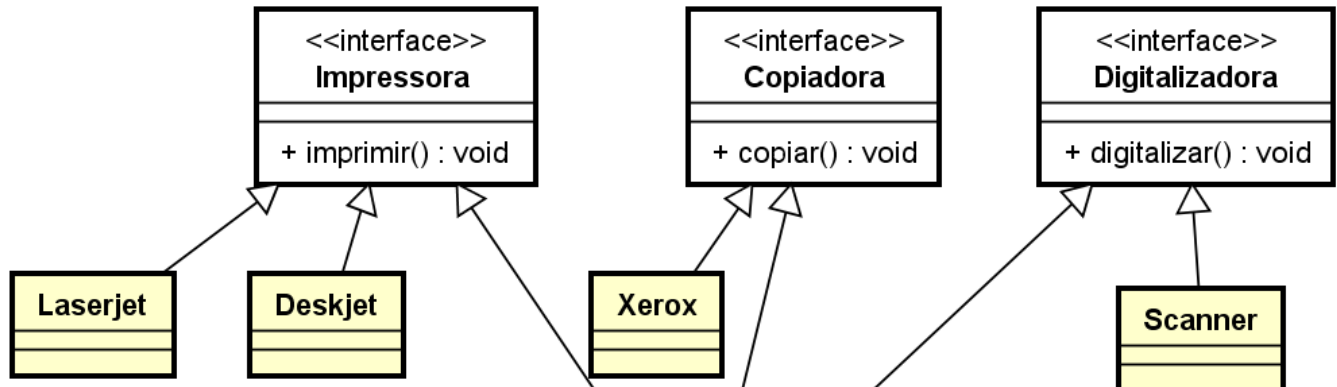 <<interface>>
Impressora
+ imprimir() : void
<<interface>>
Copiadora
+ copiar() : void
<<interface>>
Digitalizadora
+ digitalizar() : void
Laserjet
Deskjet
Xerox
Scanner